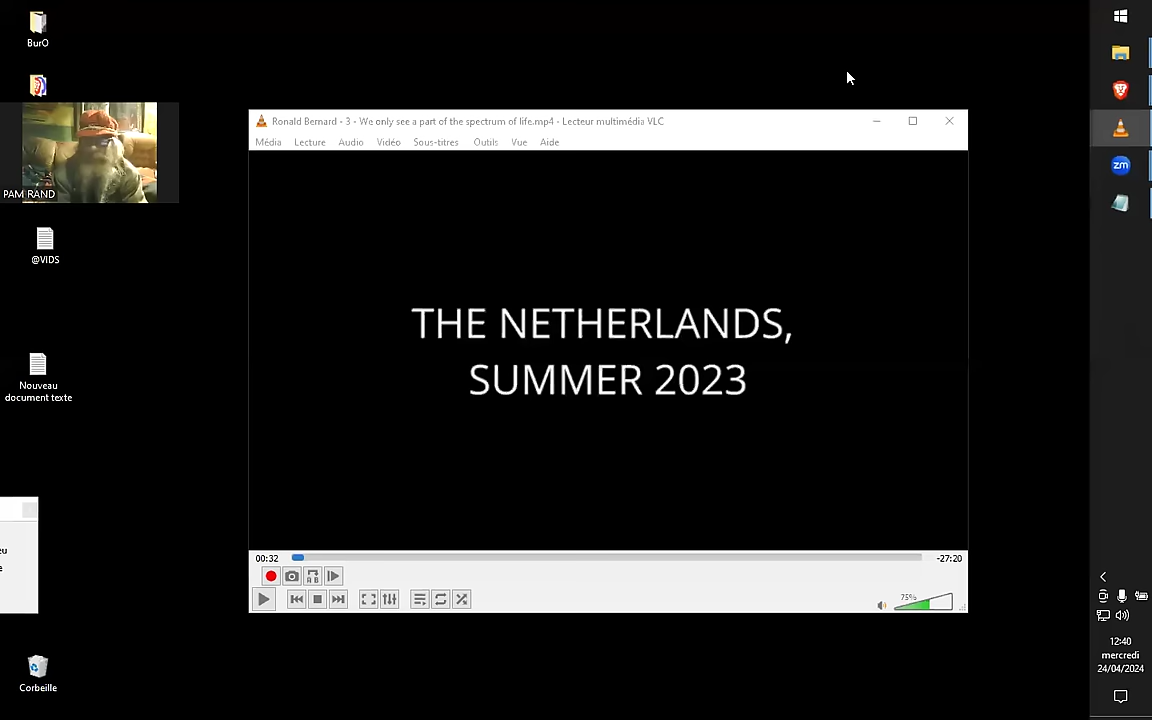 BurO
PAM RAND
@VIDS
Nouveau
document texte
eu
e
Corbeille
Ronald Bernard - 3 - We only see a part of the spectrum of life.mp4 - Lecteur multimédia VLC
Média Lecture Audio Vidéo Sous-titres Outils Vue Aide
THE NETHERLANDS,
SUMMER 2023
00:32
-27:20
75%
zm
12:40
mercredi
24/04/2024